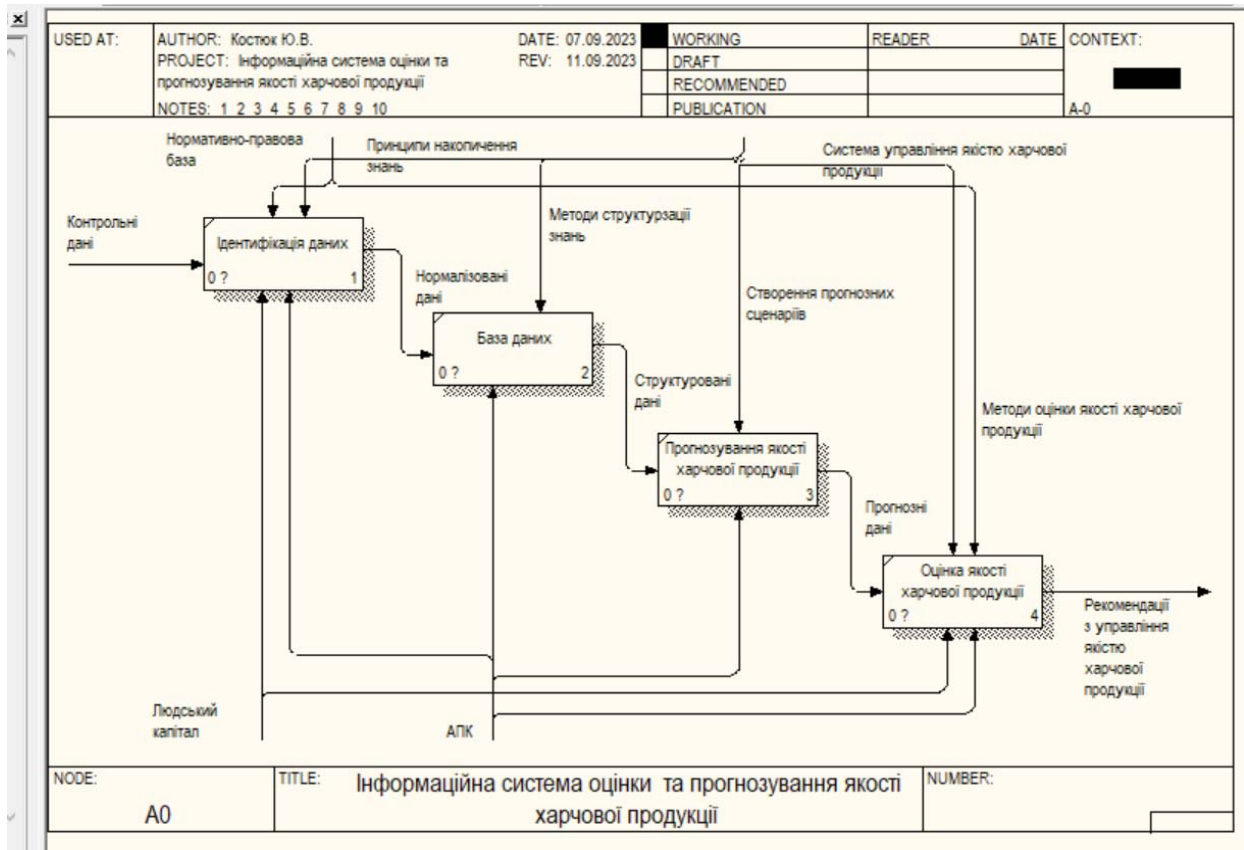 USED AT:
AUTHOR: Костюк Ю.В.
DATE: 07.09.2023
PROJECT: Інформаційна система оцінки та
REV: 11.09.2023
прогнозування якості харчової продукції
NOTES: 1 2 3 4 5 6 7 8 9 10
WORKING
DRAFT
RECOMMENDED
PUBLICATION
READER
DATE
CONTEXT:
A-0
Нормативно-правова
база
Принципи накопичення
знань
Система управління якістю харчової
продукції
Контрольні
дані
Ідентифікація даних
0 ?
1
Методи структурзації
знань
Нормалізовані
дані
База даних
0 ?
2
Створення прогнозних
сценаріїв
Структуровані
дані
Методи оцінки якості харчової
продукції
Прогнозування якості
харчової продукції
0 ?
3
Прогнозні
дані
Оцінка якості
харчової продукції
0 ?
4
Рекомендації
з управління
якістю
харчової
продукції
Людський
капітал
АПК
NODE:
A0
TITLE:
Інформаційна система оцінки та прогнозування якості
харчової продукції
NUMBER: